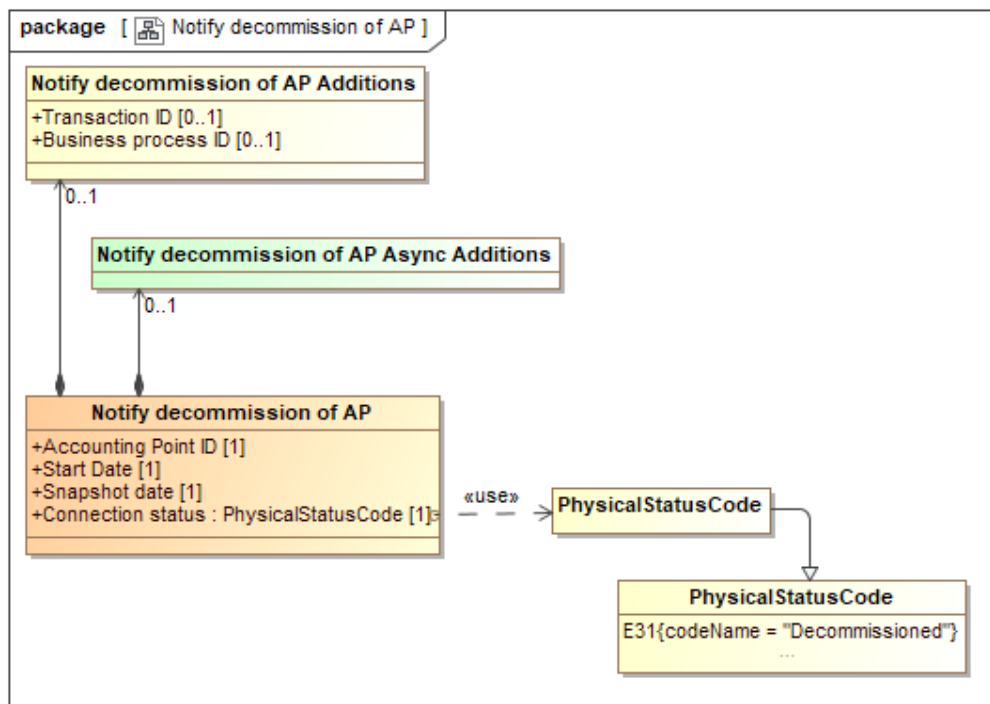 package [ Notify decommission of AP ]
Notify decommission of AP Additions
+Transaction ID [0..1]
+Business process ID [0..1]
0..1
Notify decommission of AP Async Additions
0..1
Notify decommission of AP
+Accounting Point ID [1]
+Start Date [1]
+Snapshot date [1]
+Connection status : PhysicalStatusCode [1]
«use»
PhysicalStatusCode
PhysicalStatusCode
E31{codeName = "Decommissioned"}
...